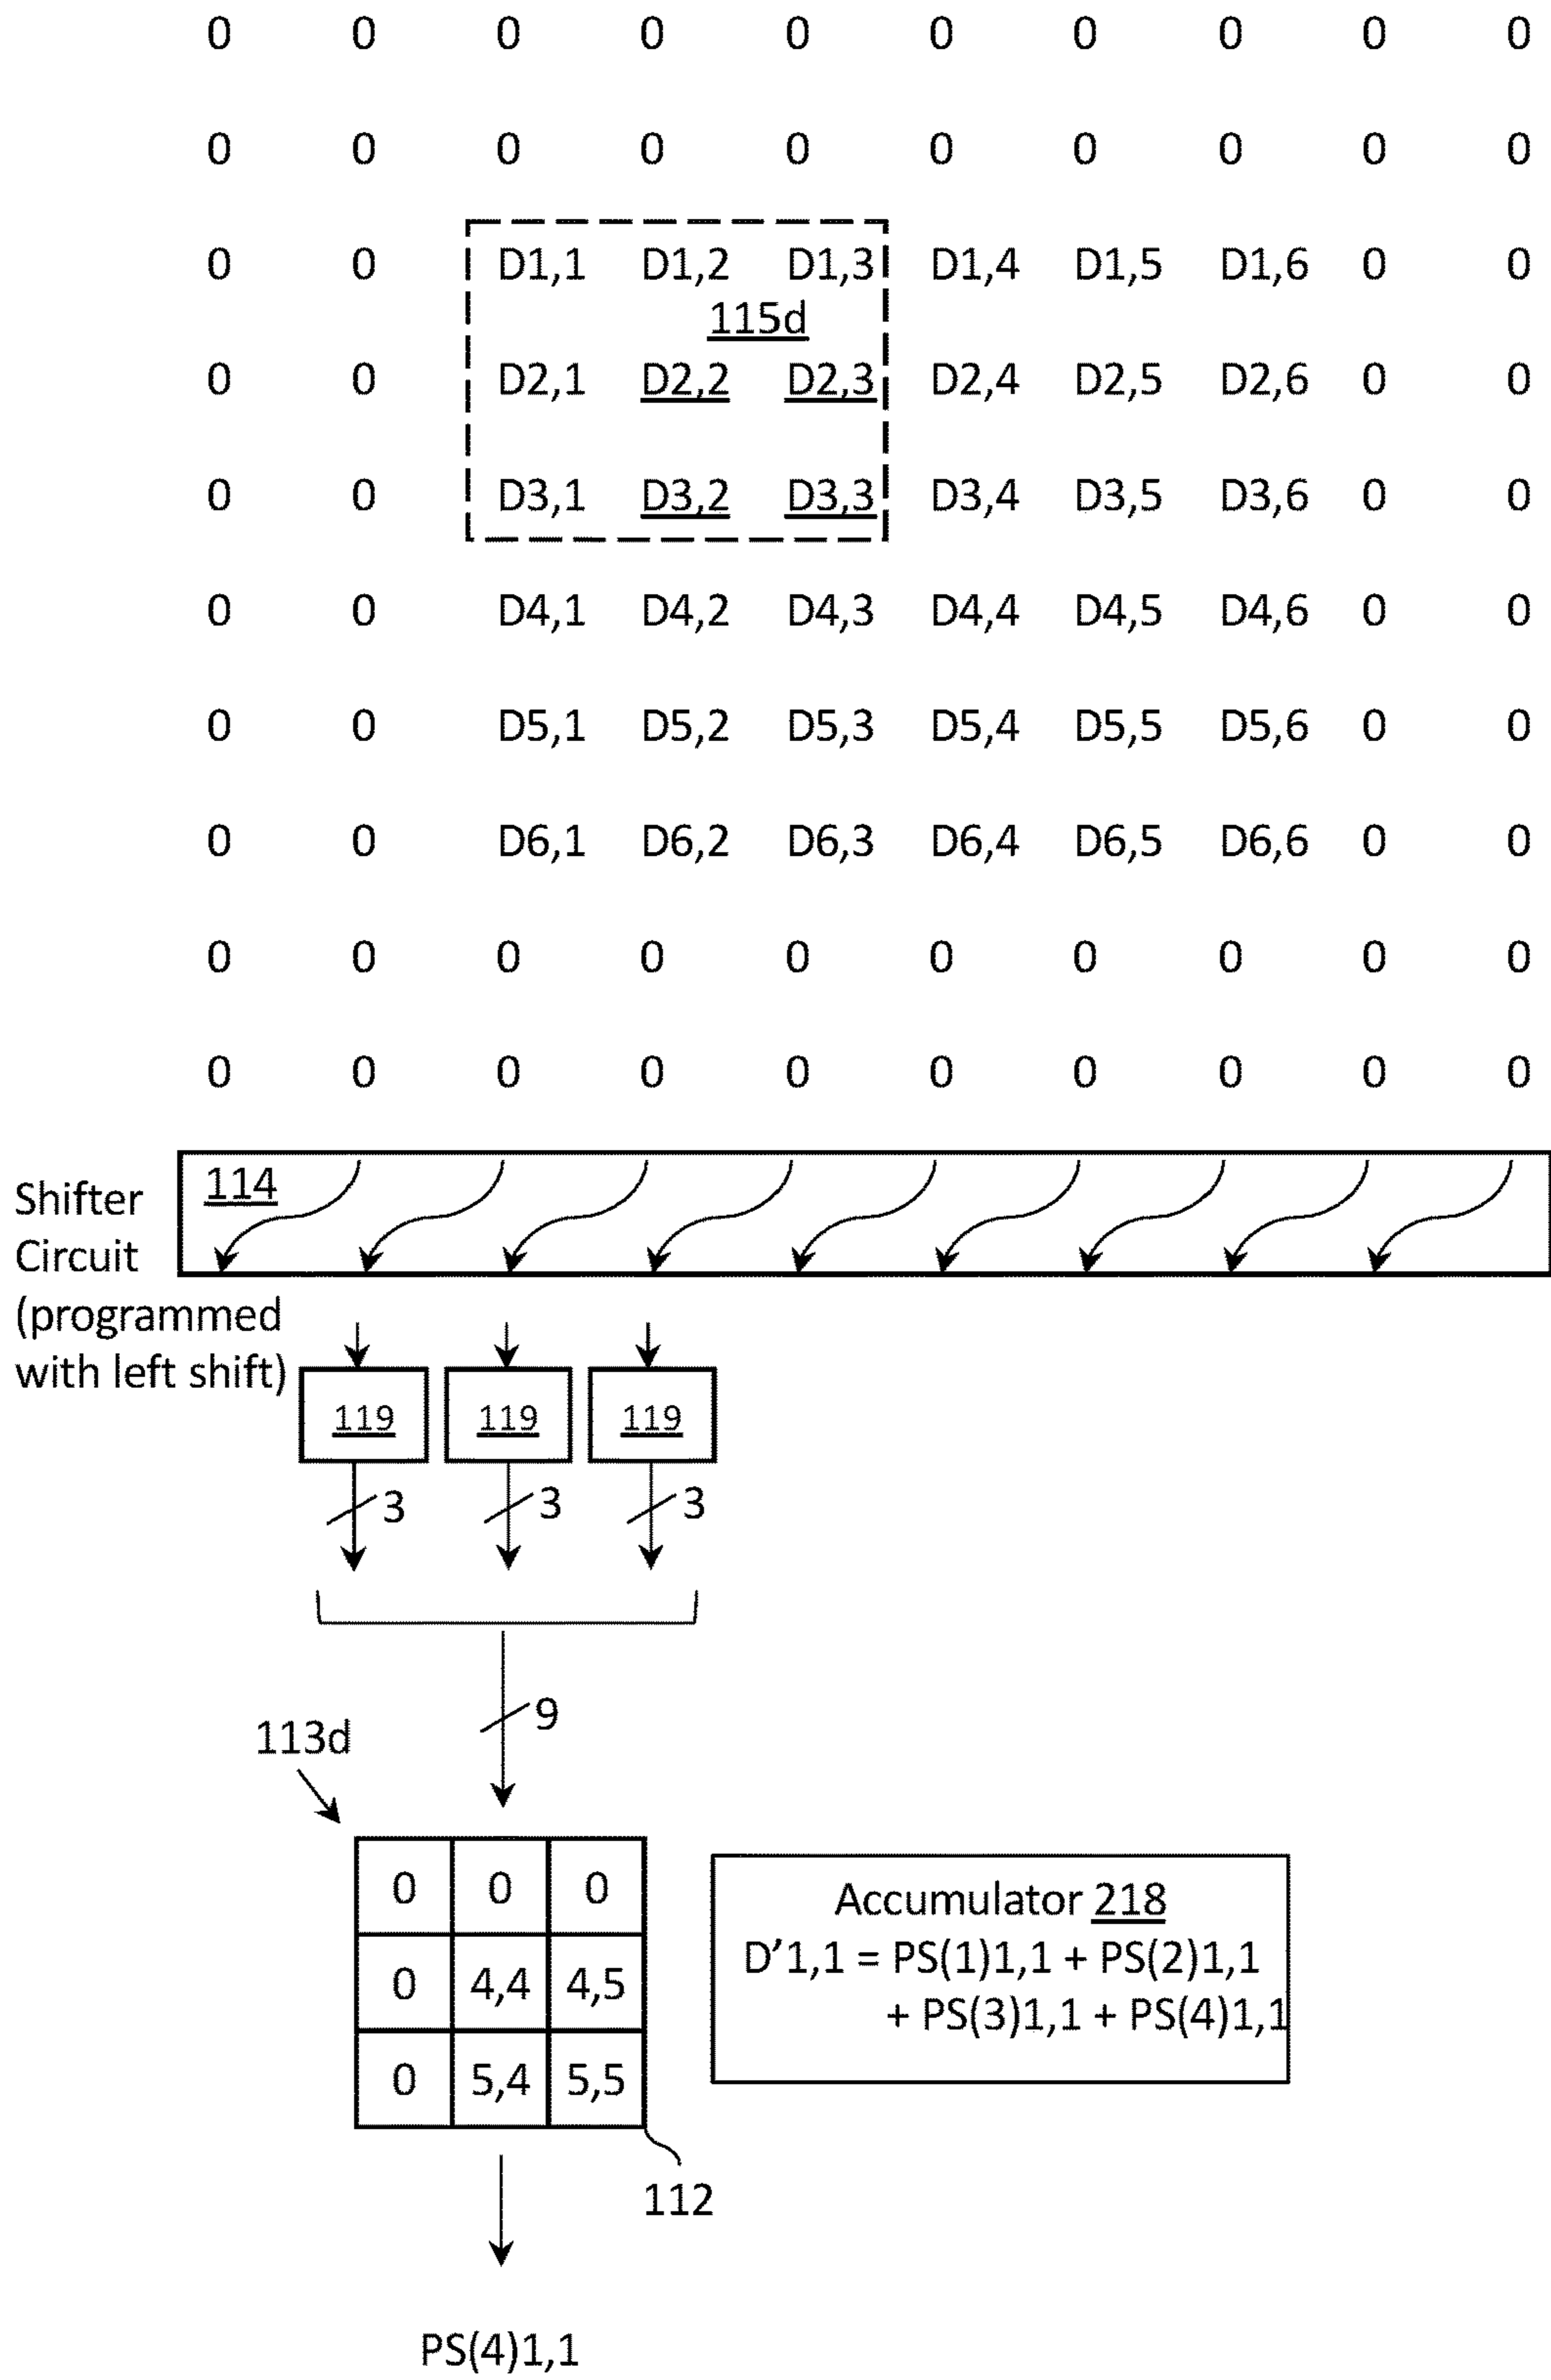 0 0 0 0 0 0 0 0 0 0
0 0 0 0 0 0 0 0 0 0
0 0 D1,1 D1,2 D1,3 D1,4 D1,5 D1,6 0 0
115d
0 0 D2,1 D2,2 D2,3 D2,4 D2,5 D2,6 0 0
0 0 D3,1 D3,2 D3,3 D3,4 D3,5 D3,6 0 0
0 0 D4,1 D4,2 D4,3 D4,4 D4,5 D4,6 0 0
0 0 D5,1 D5,2 D5,3 D5,4 D5,5 D5,6 0 0
0 0 D6,1 D6,2 D6,3 D6,4 D6,5 D6,6 0 0
0 0 0 0 0 0 0 0 0 0
0 0 0 0 0 0 0 0 0 0
114
Shifter
Circuit
(programmed
with left shift)
119 119 119
3 3 3
9
113d
0 0 0
0 4,4 4,5
0 5,4 5,5
Accumulator 218
D’1,1 = PS(1)1,1 + PS(2)1,1
+ PS(3)1,1 + PS(4)1,1
112
PS(4)1,1